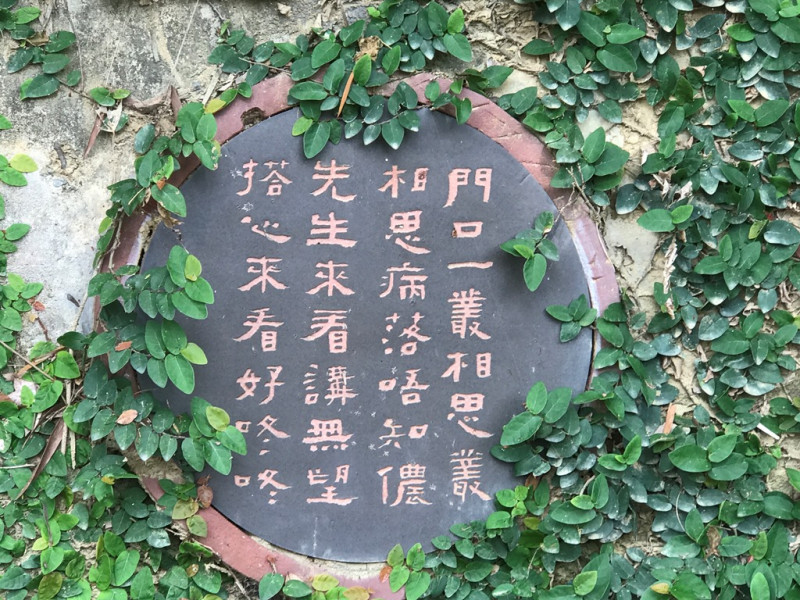 門口一叢相思叢
相思病落唔知儂
先生來看講無望
搭心來看好咚咚